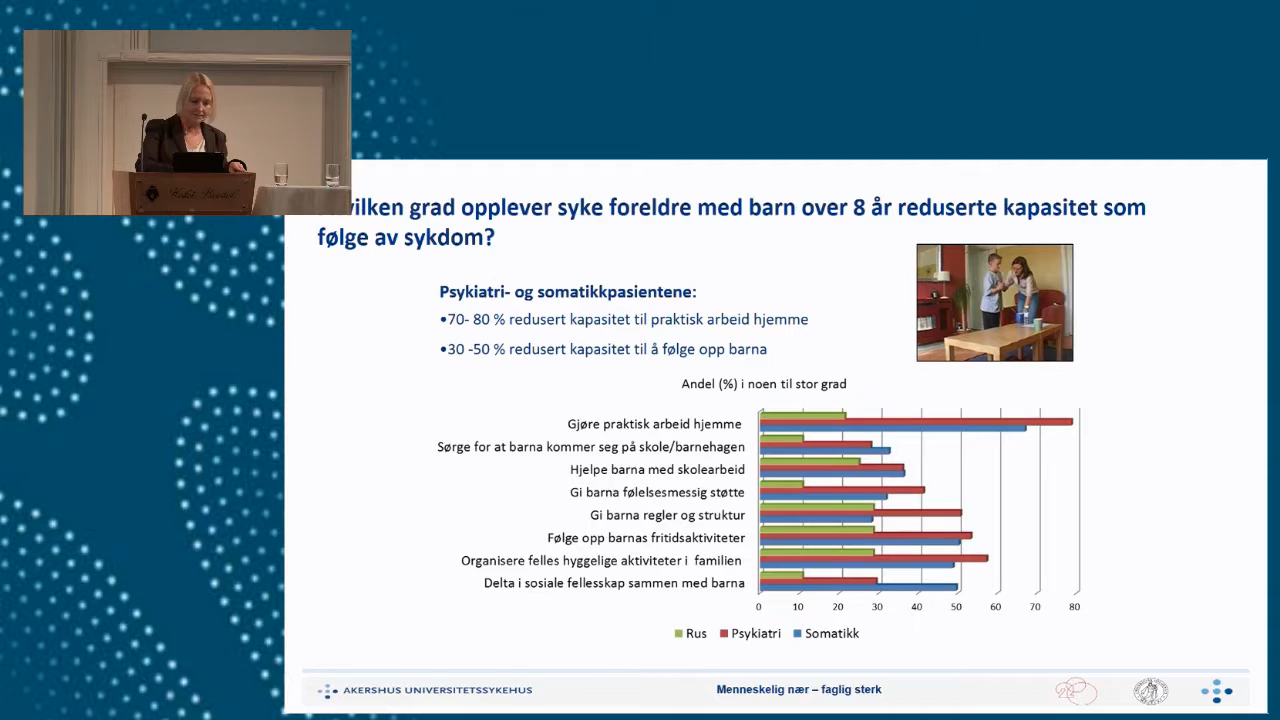 vilken grad opplever syke foreldre med barn over 8 år reduserte kapasitet som
følge av sykdom?
Psykiatri- og somatikkpasientene:
•70- 80 % redusert kapasitet til praktisk arbeid hjemme
•30 -50 % redusert kapasitet til å følge opp barna
Andel (%) i noen til stor grad
Gjøre praktisk arbeid hjemme
Sørge for at barna kommer seg på skole/barnehagen
Hjelpe barna med skolearbeid
Gi barna følelsesmessig støtte
Gi barna regler og struktur
Følge opp barnas fritidsaktiviteter
Organisere felles hyggelige aktiviteter i familien
Delta i sosiale fellesskap sammen med barna
0 10 20 30 40 50 60 70 80
Rus Psykiatri Somatikk
AKERSHUS UNIVERSITETSSYKEHUS
Menneskelig nær – faglig sterk